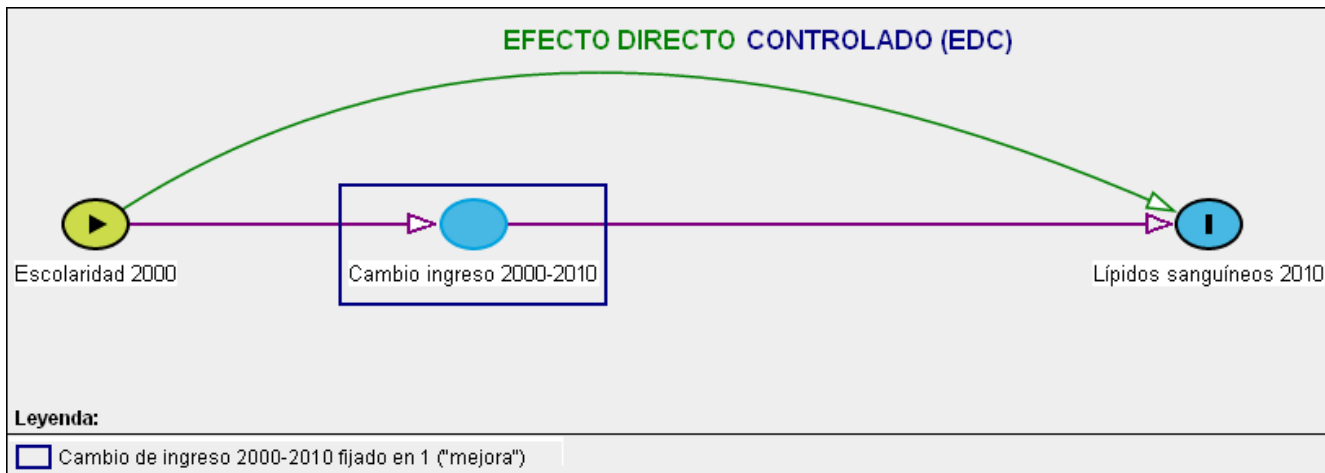 EFECTO DIRECTO CONTROLADO (EDC)
Escolaridad 2000
Cambio ingreso 2000-2010
Lípidos sanguíneos 2010
Leyenda:
Cambio de ingreso 2000-2010 fijado en 1 ("mejora")